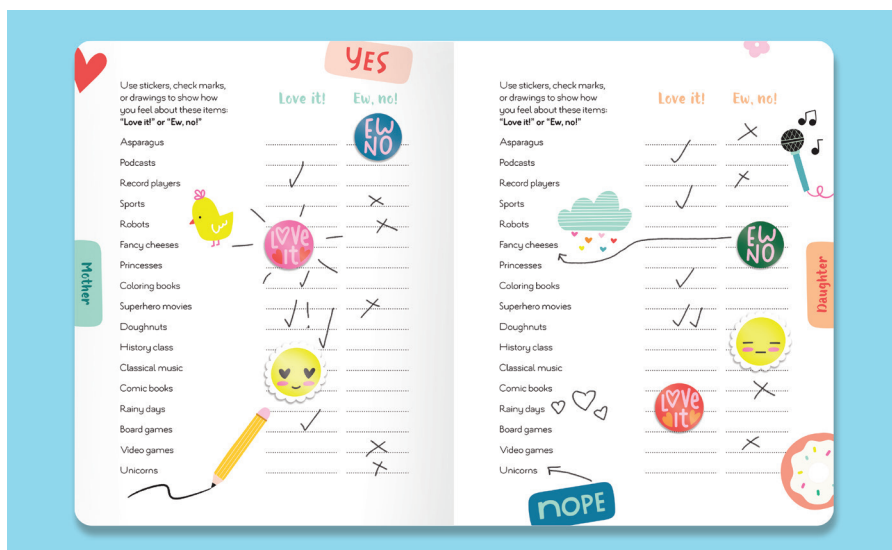 YES
Use stickers, check marks,
or drawings to show how
you feel about these items:
"Love it!" or "Ew, no!"
Love it! Ew, no!
EW
NO
Asparagus
Podcasts
Record players
Sports
Robots
Fancy cheeses
LOVE
it
Princesses
Coloring books
Superhero movies
Doughnuts
History class
Classical music
Comic books
Rainy days
Board games
Video games
Unicorns
Mother
Use stickers, check marks,
or drawings to show how
you feel about these items:
"Love it!" or "Ew, no!"
Love it! Ew, no!
Asparagus
Podcasts
Record players
Sports
Robots
Fancy cheeses
EW
NO
Princesses
Coloring books
Superhero movies
Doughnuts
History class
Classical music
Comic books
Rainy days
LOVE
it
Board games
Video games
Unicorns
NOPE
Daughter